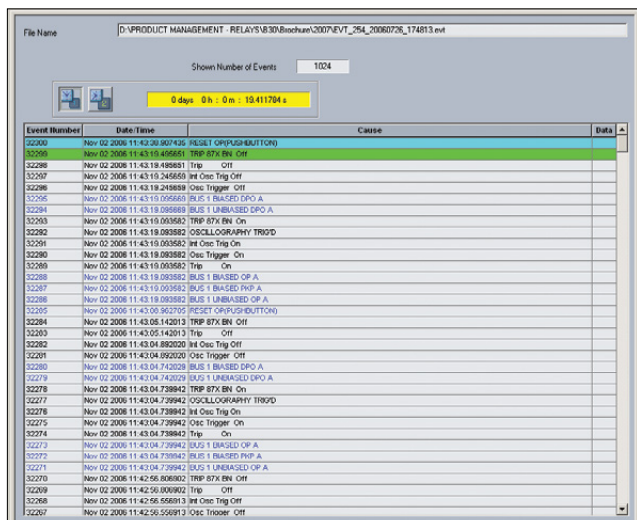 File Name D:\PRODUCT MANAGEMENT - RELAYS\B30\Brochure\2007\EVT_254_20060726_174813.evt
Shown Number of Events 1024
0 days 0 h : 0 m : 19.411784 s
Event Number Date/Time Cause Data
32300 Nov 02 2006 11:43:38.907435 RESET OP(PUSHBUTTON)
32299 Nov 02 2006 11:43:19.495651 TRIP 87X BN Off
32298 Nov 02 2006 11:43:19.495651 Trip Off
32297 Nov 02 2006 11:43:19.245659 Int Osc Trig Off
32296 Nov 02 2006 11:43:19.245659 Osc Trigger Off
32295 Nov 02 2006 11:43:19.095669 BUS 1 BIASED DPO A
32294 Nov 02 2006 11:43:19.095669 BUS 1 UNBIASED DPO A
32293 Nov 02 2006 11:43:19.093582 TRIP 87X BN On
32292 Nov 02 2006 11:43:19.093582 OSCILLOGRAPHY TRIG'D
32291 Nov 02 2006 11:43:19.093582 Int Osc Trig On
32290 Nov 02 2006 11:43:19.093582 Osc Trigger On
32289 Nov 02 2006 11:43:19.093582 Trip On
32288 Nov 02 2006 11:43:19.093582 BUS 1 BIASED OP A
32287 Nov 02 2006 11:43:19.093582 BUS 1 BIASED PKP A
32286 Nov 02 2006 11:43:19.093582 BUS 1 UNBIASED OP A
32285 Nov 02 2006 11:43:08.962705 RESET OP(PUSHBUTTON)
32284 Nov 02 2006 11:43:05.142013 TRIP 87X BN Off
32283 Nov 02 2006 11:43:05.142013 Trip Off
32282 Nov 02 2006 11:43:04.892020 Int Osc Trig Off
32281 Nov 02 2006 11:43:04.892020 Osc Trigger Off
32280 Nov 02 2006 11:43:04.742029 BUS 1 BIASED DPO A
32279 Nov 02 2006 11:43:04.742029 BUS 1 UNBIASED DPO A
32278 Nov 02 2006 11:43:04.739942 TRIP 87X BN On
32277 Nov 02 2006 11:43:04.739942 OSCILLOGRAPHY TRIG'D
32276 Nov 02 2006 11:43:04.739942 Int Osc Trig On
32275 Nov 02 2006 11:43:04.739942 Osc Trigger On
32274 Nov 02 2006 11:43:04.739942 Trip On
32273 Nov 02 2006 11:43:04.739942 BUS 1 BIASED OP A
32272 Nov 02 2006 11:43:04.739942 BUS 1 BIASED PKP A
32271 Nov 02 2006 11:43:04.739942 BUS 1 UNBIASED OP A
32270 Nov 02 2006 11:42:56.806902 TRIP 87X BN Off
32269 Nov 02 2006 11:42:56.806902 Trip Off
32268 Nov 02 2006 11:42:56.556913 Int Osc Trig Off
32267 Nov 02 2006 11:42:56.556913 Osc Trigger Off